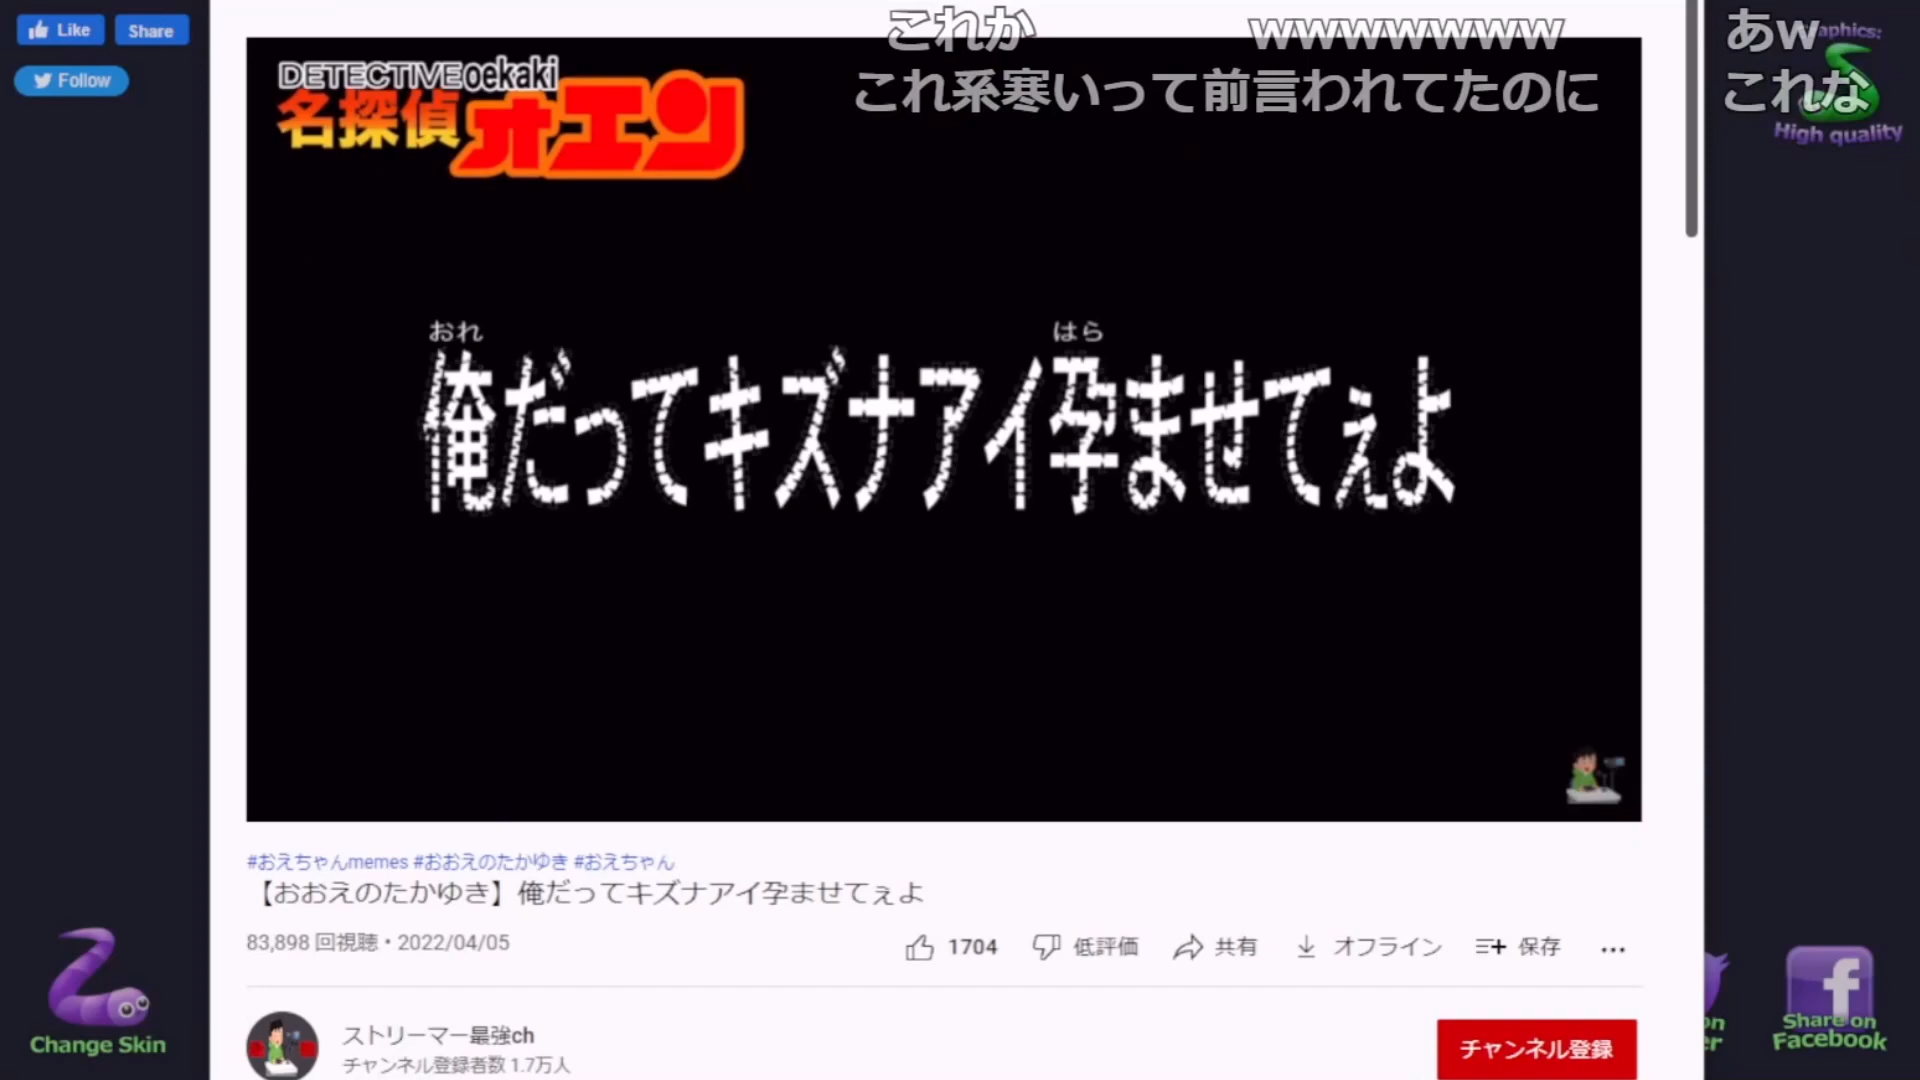 Like
Share
Follow
これか
wwwwwwww
あw
これ系寒いって前言われてたのに
これな
High quality
DETECTIVE oekaki
名探偵オエン
おれ
はら
俺だってキズナアイ孕ませてぇよ
#おえちゃんmemes #おおえのたかゆき #おえちゃん
【おおえのたかゆき】俺だってキズナアイ孕ませてぇよ
83,898 回視聴・2022/04/05
1704
低評価
共有
オフライン
保存
ストリーマー最強ch
チャンネル登録者数 1.7万人
チャンネル登録
Change Skin
Share on
Facebook